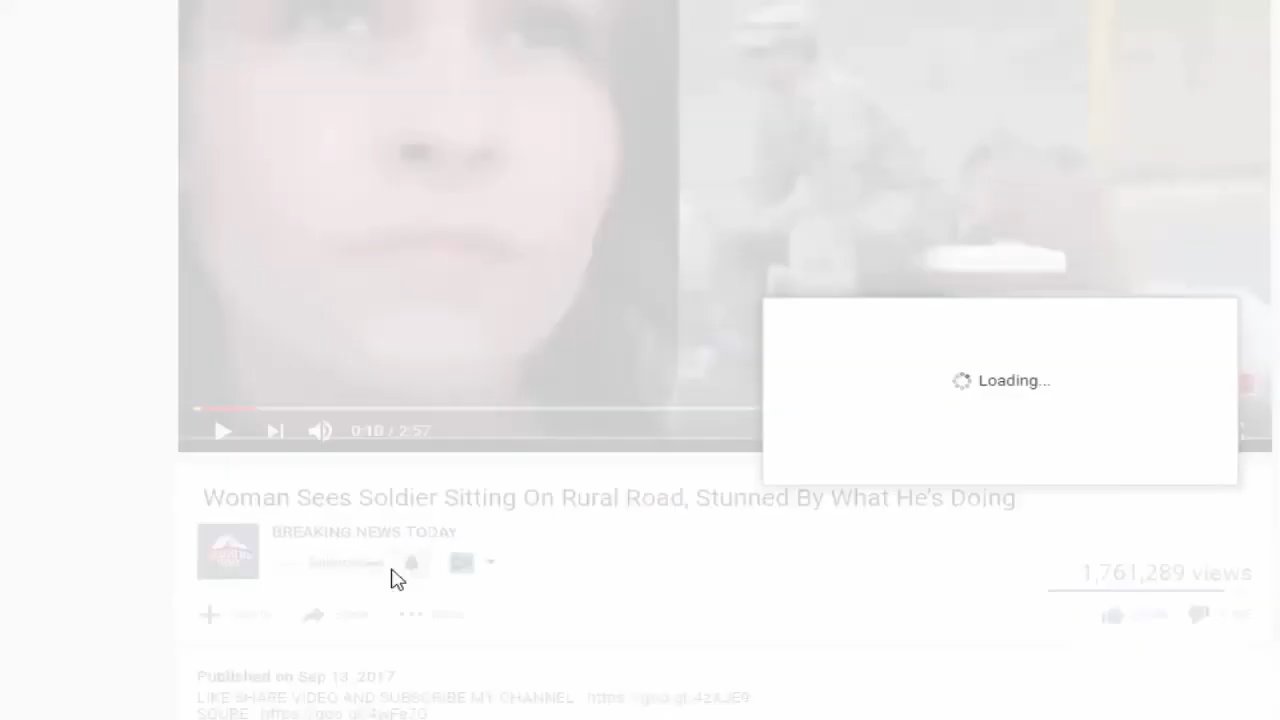 Loading...
0:10 / 2:57
Woman Sees Soldier Sitting On Rural Road, Stunned By What He's Doing
BREAKING NEWS TODAY
1,761,289 views
Published on Sep 13, 2017
LIKE SHARE VIDEO AND SUBSCRIBE MY CHANNEL